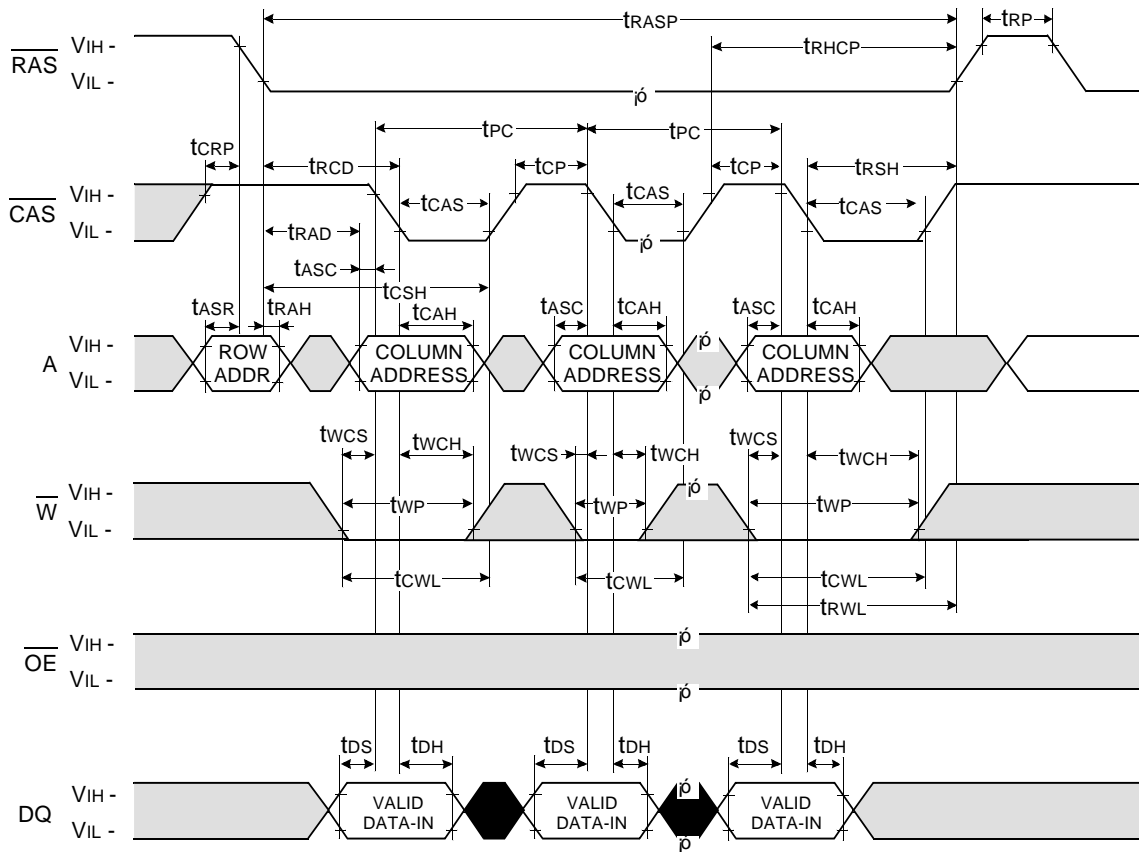 tRASP
tRP
tRHCP
RAS
VIH -
VIL -
¡ó
tPC
tPC
tCRP
tRCD
tCP
tCP
tRSH
CAS
VIH -
VIL -
tCAS
tCAS
tCAS
¡ó
tRAD
tASC
tCSH
tASR
tRAH
tCAH
tASC
tCAH
tASC
tCAH
A
VIH -
VIL -
ROW
ADDR.
COLUMN
ADDRESS
COLUMN
ADDRESS
¡ó
¡ó
COLUMN
ADDRESS
tWCS
tWCH
tWCS
tWCH
tWCS
tWCH
W
VIH -
VIL -
tWP
tWP
¡ó
tWP
tCWL
tCWL
tCWL
tRWL
OE
VIH -
VIL -
¡ó
¡ó
tDS
tDH
tDS
tDH
tDS
tDH
DQ
VIH -
VIL -
VALID
DATA-IN
VALID
DATA-IN
¡ó
¡ó
VALID
DATA-IN